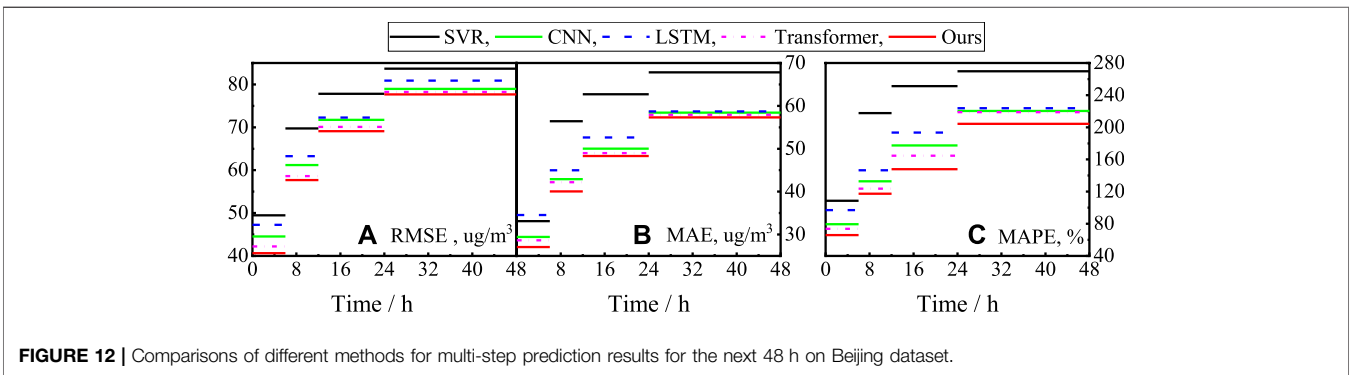 SVR, CNN, LSTM, Transformer, Ours
80
70
60
50
40
0 8 16 24 32 40 48
A RMSE , ug/m³
Time / h
70
60
50
40
30
8 16 24 32 40 48
B MAE, ug/m³
Time / h
280
240
200
160
120
80
40
0 8 16 24 32 40 48
C MAPE, %
Time / h
FIGURE 12 | Comparisons of different methods for multi-step prediction results for the next 48 h on Beijing dataset.